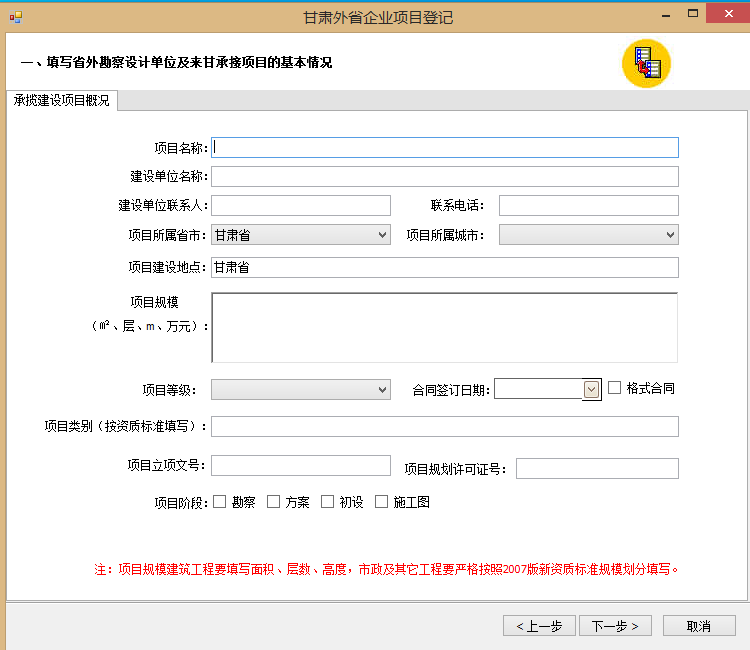 甘肃外省企业项目登记
一、填写省外勘察设计单位及来甘承接项目的基本情况
承揽建设项目概况
项目名称：
建设单位名称：
建设单位联系人： 联系电话：
项目所属省市： 甘肃省 项目所属城市：
项目建设地点： 甘肃省
项目规模
（㎡、层、m、万元）：
项目等级： 合同签订日期： 格式合同
项目类别（按资质标准填写）：
项目立项文号： 项目规划许可证号：
项目阶段： 勘察 方案 初设 施工图
注：项目规模建筑工程要填写面积、层数、高度，市政及其它工程要严格按照2007版新资质标准规模划分填写。
< 上一步 下一步 > 取消